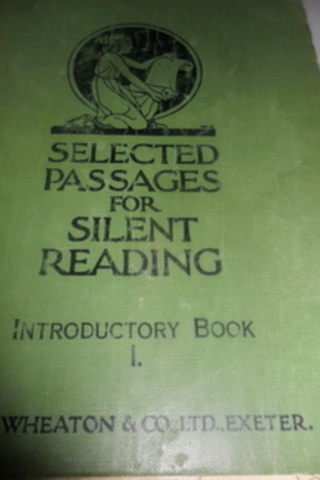 SELECTED
PASSAGES
FOR
SILENT
READING
INTRODUCTORY BOOK
I.
WHEATON & CO., LTD., EXETER.